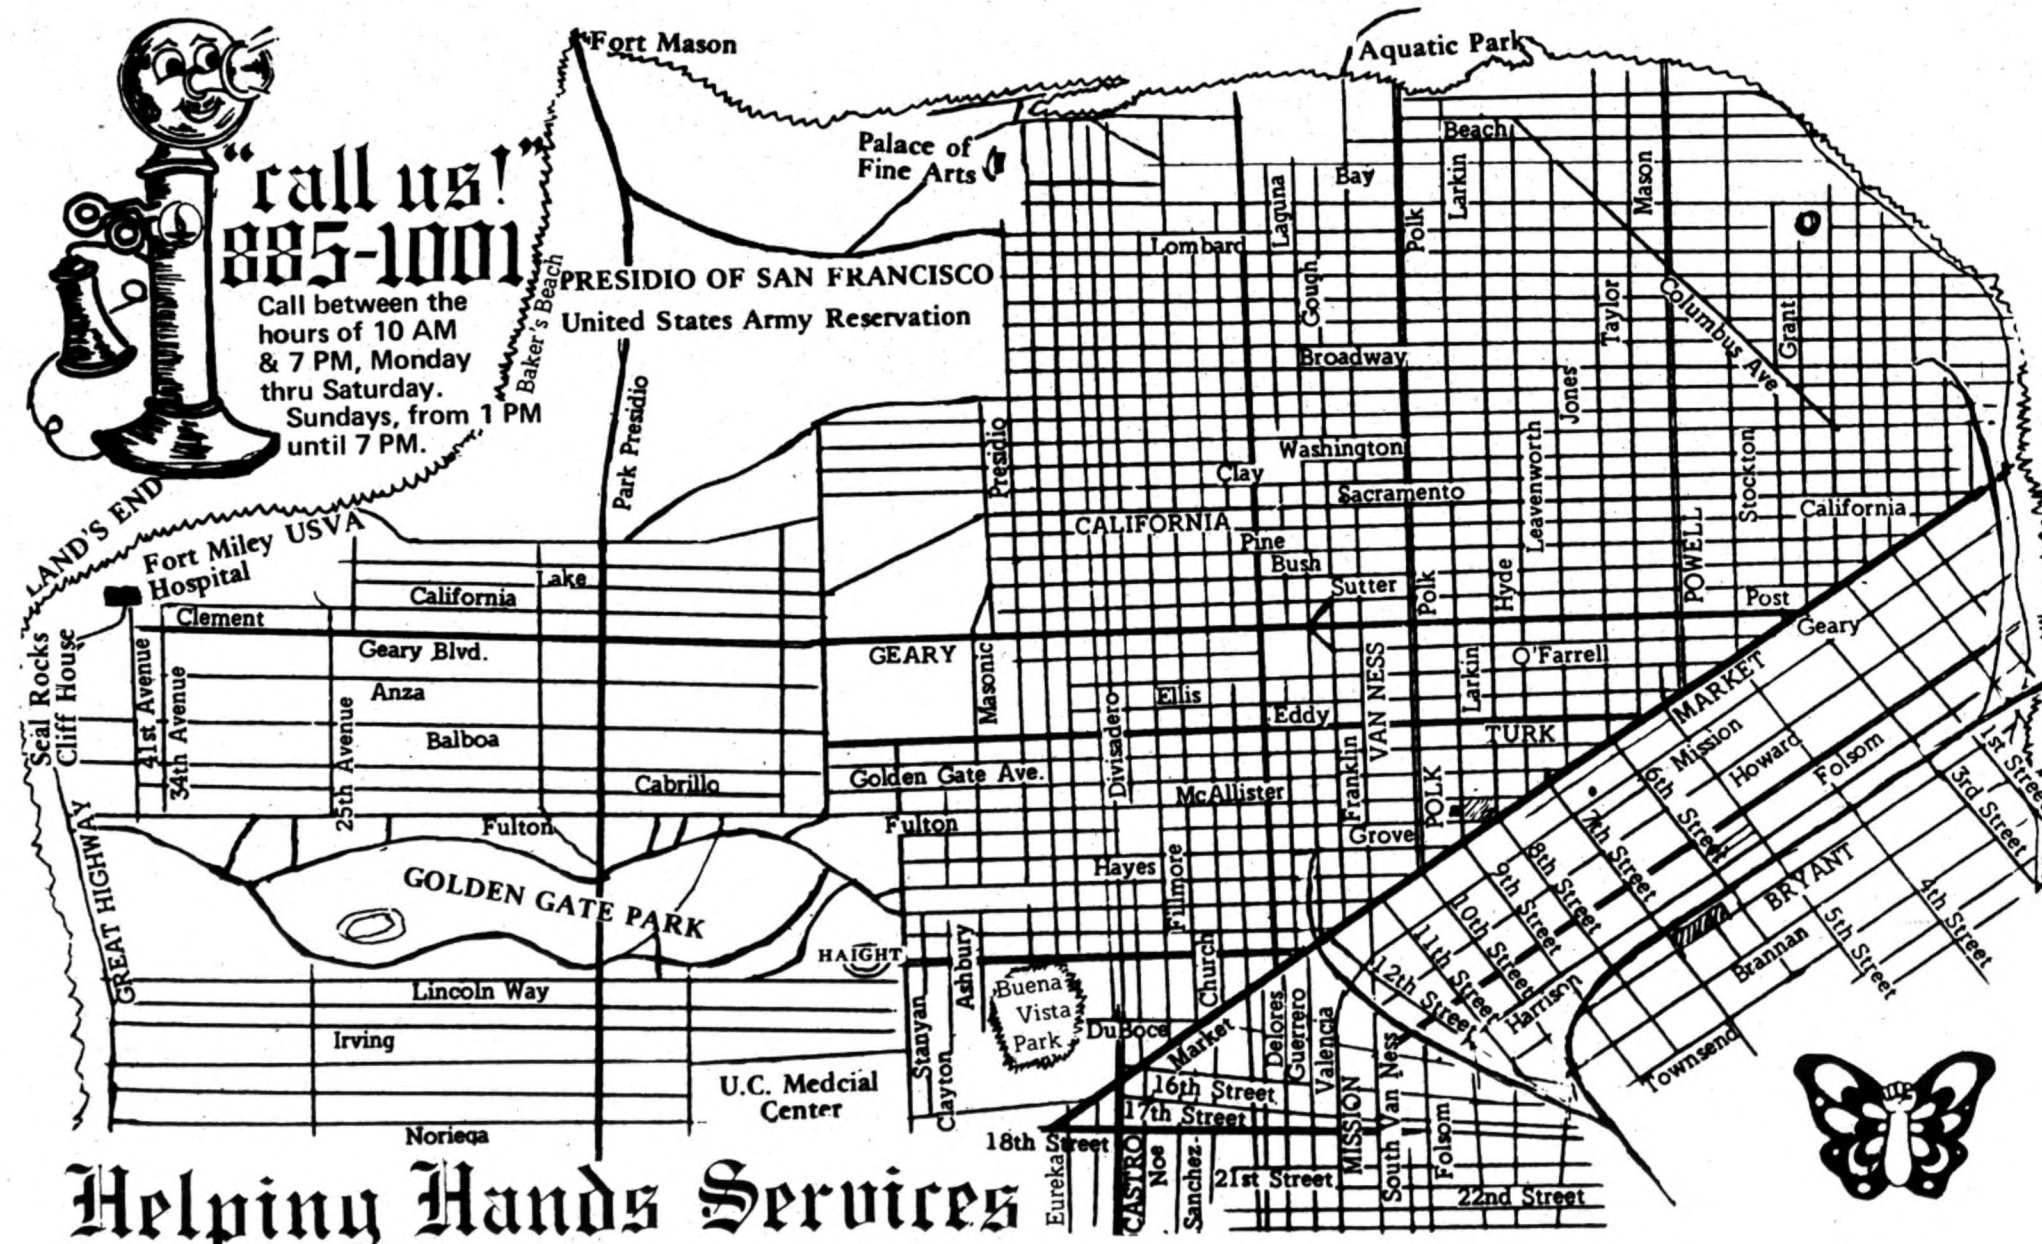 Fort Mason
Aquatic Park
"call us!"
885-1001
Call between the
hours of 10 AM
& 7 PM, Monday
thru Saturday.
Sundays, from 1 PM
until 7 PM.
Baker's Beach
Palace of
Fine Arts
PRESIDIO OF SAN FRANCISCO
United States Army Reservation
Park Presidio
Presidio
Beach
Bay
Larkin
Mason
Laguna
Polk
Lombard
Gough
Taylor
Columbus Ave.
Grant
Broadway
Jones
Washington
Clay
Sacramento
Leavenworth
Stockton
CALIFORNIA
California
Pine
Bush
Sutter
Polk
Hyde
POWELL
Post
Geary
LAND'S END
Fort Miley USVA
Hospital
Lake
California
Clement
Geary Blvd.
GEARY
Seal Rocks
Cliff House
41st Avenue
34th Avenue
25th Avenue
Anza
Balboa
Cabrillo
Masonic
Divisadero
Ellis
Eddy
VAN NESS
Larkin
O'Farrell
TURK
MARKET
Golden Gate Ave.
McAllister
Franklin
POLK
Fulton
Fulton
Grove
Hayes
Fillmore
GREAT HIGHWAY
GOLDEN GATE PARK
HAIGHT
Mission
Howard
Folsom
1st Street
3rd Street
4th Street
5th Street
6th Street
7th Street
8th Street
9th Street
10th Street
11th Street
12th Street
BRYANT
Brannan
Harrison
Townsend
Lincoln Way
Irving
Noriega
U.C. Medcial
Center
Stanyan
Clayton
Ashbury
Buena
Vista
Park
Church
DuBoce
Market
Delores
Guerrero
Valencia
MISSION
South Van Ness
Folsom
16th Street
17th Street
18th Street
21st Street
22nd Street
Eureka
CASTRO
Noe
Sanchez
Helping Hands Services